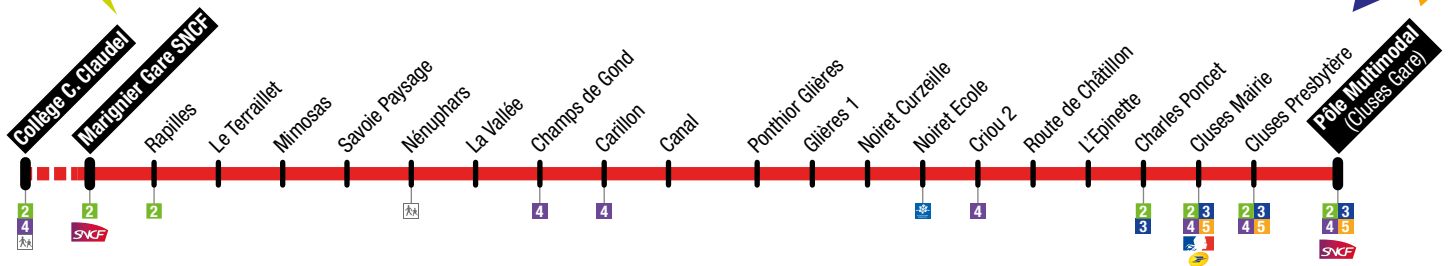 Collège C. Claudel
Marignier Gare SNCF
Rapilles
Le Terraillet
Mimosas
Savoie Paysage
Nénuphars
La Vallée
Champs de Gond
Carillon
Canal
Ponthior Glières
Glières 1
Noiret Curzeille
Noiret Ecole
Criou 2
Route de Châtillon
L'Epinette
Charles Poncet
Cluses Mairie
Cluses Presbytère
Pôle Multimodal
(Cluses Gare)
2 2 2 4 4 4 2 2 3 2 3 2 3
4 3 4 5 4 5 4 5
SNCF SNCF